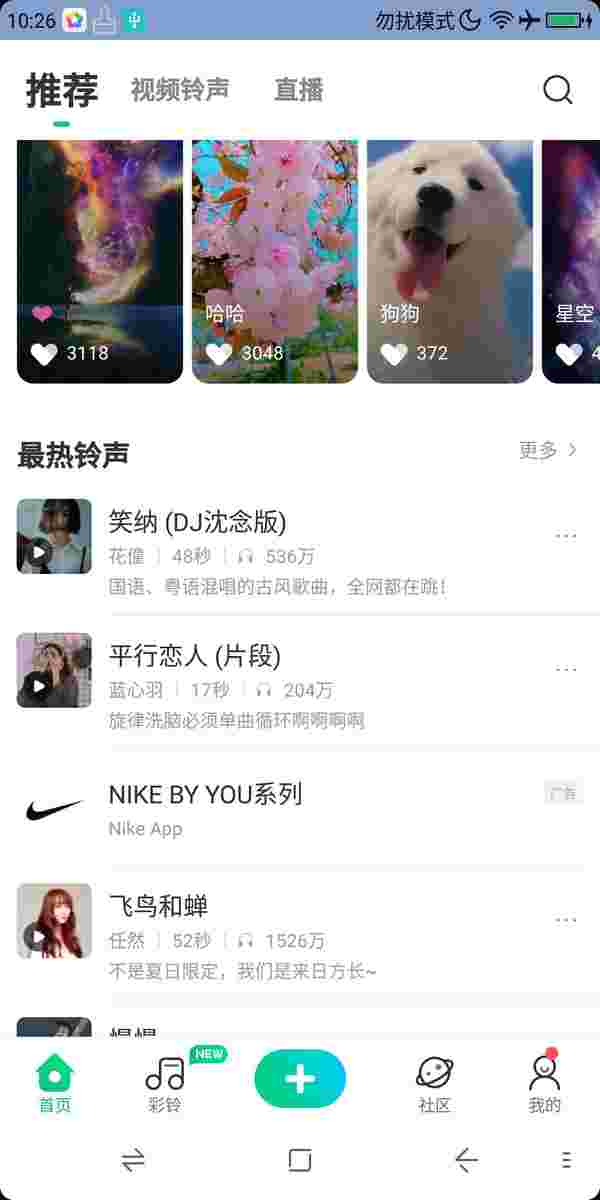 10:26 勿扰模式
推荐 视频铃声 直播
哈哈 狗狗 星空
3118 3048 372 4
最热铃声 更多
笑纳 (DJ沈念版)
花僮 48秒 536万
国语、粤语混唱的古风歌曲，全网都在跳！
平行恋人 (片段)
蓝心羽 17秒 204万
旋律洗脑必须单曲循环啊啊啊啊
NIKE BY YOU系列 广告
Nike App
飞鸟和蝉
任然 52秒 1526万
不是夏日限定，我们是来日方长~
NEW
首页 彩铃 社区 我的